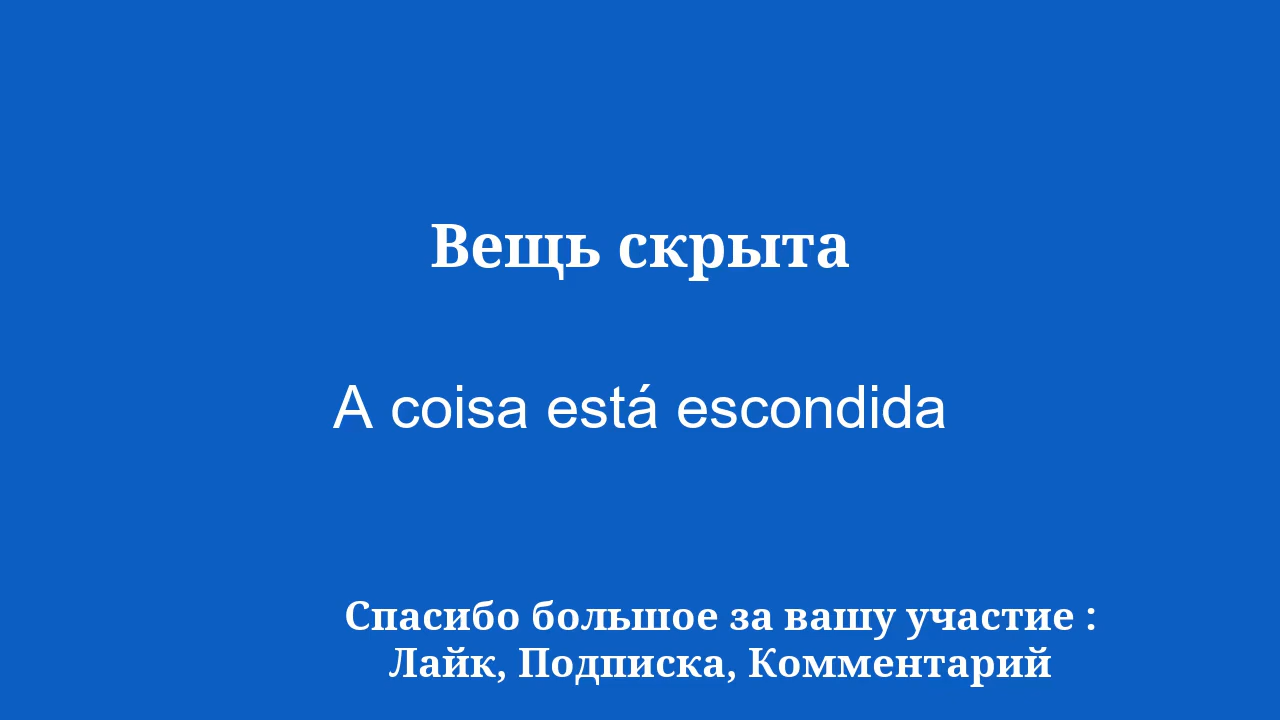 Вещь скрыта
A coisa está escondida
Спасибо большое за вашу участие :
Лайк, Подписка, Комментарий